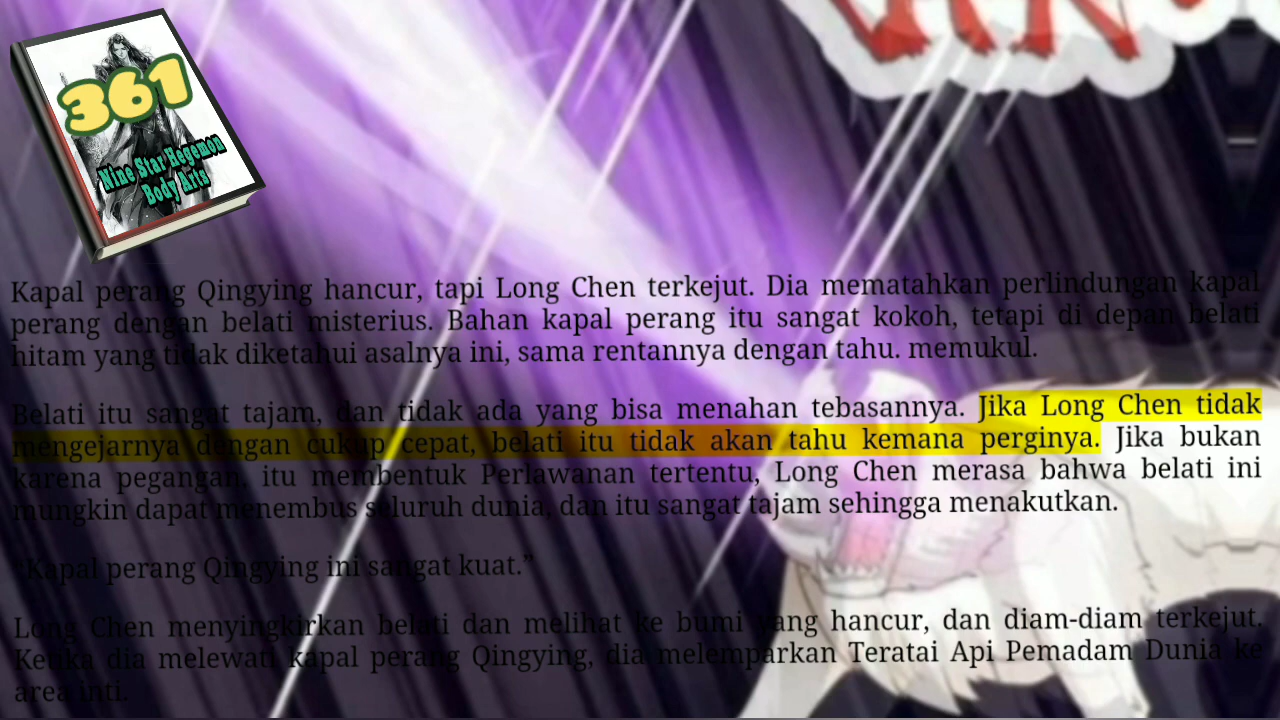 361
Nine Star Hegemon
Body Arts
Kapal perang Qingying hancur, tapi Long Chen terkejut. Dia mematahkan perlindungan kapal
perang dengan belati misterius. Bahan kapal perang itu sangat kokoh, tetapi di depan belati
hitam yang tidak diketahui asalnya ini, sama rentannya dengan tahu. memukul.
Belati itu sangat tajam, dan tidak ada yang bisa menahan tebasannya. Jika Long Chen tidak
mengejarnya dengan cukup cepat, belati itu tidak akan tahu kemana perginya. Jika bukan
karena pegangan, itu membentuk Perlawanan tertentu, Long Chen merasa bahwa belati ini
mungkin dapat menembus seluruh dunia, dan itu sangat tajam sehingga menakutkan.
“Kapal perang Qingying ini sangat kuat.”
Long Chen menyingkirkan belati dan melihat ke bumi yang hancur, dan diam-diam terkejut.
Ketika dia melewati kapal perang Qingying, dia melemparkan Teratai Api Pemadam Dunia ke
area inti.